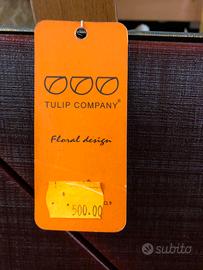 TULIP COMPANY®
Floral design
500.00
subito